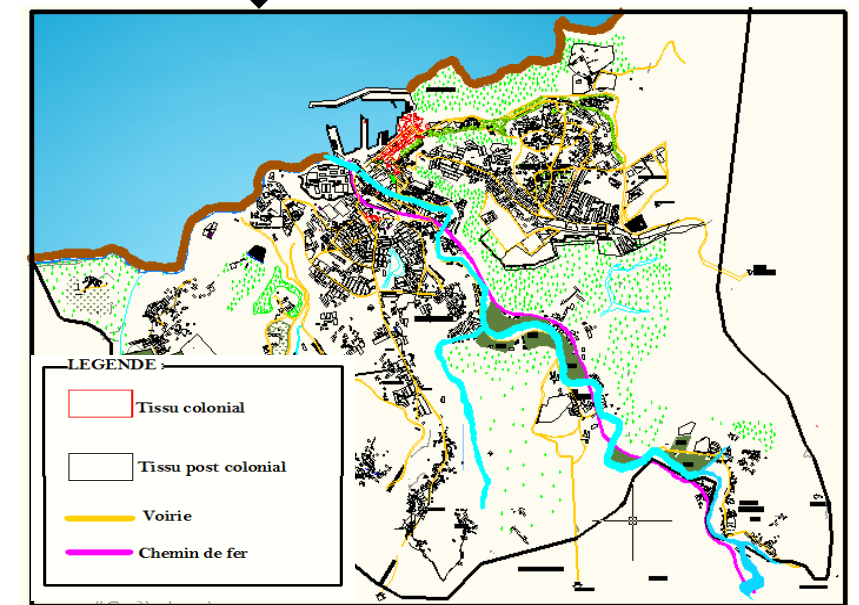 LEGENDE :
Tissu colonial
Tissu post colonial
Voirie
Chemin de fer